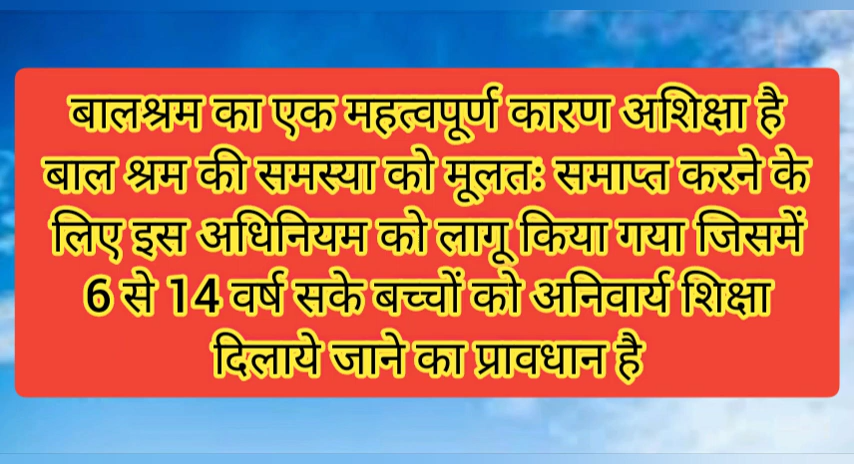 बालश्रम का एक महत्वपूर्ण कारण अशिक्षा है
बाल श्रम की समस्या को मूलतः समाप्त करने के
लिए इस अधिनियम को लागू किया गया जिसमें
6 से 14 वर्ष सके बच्चों को अनिवार्य शिक्षा
दिलाये जाने का प्रावधान है